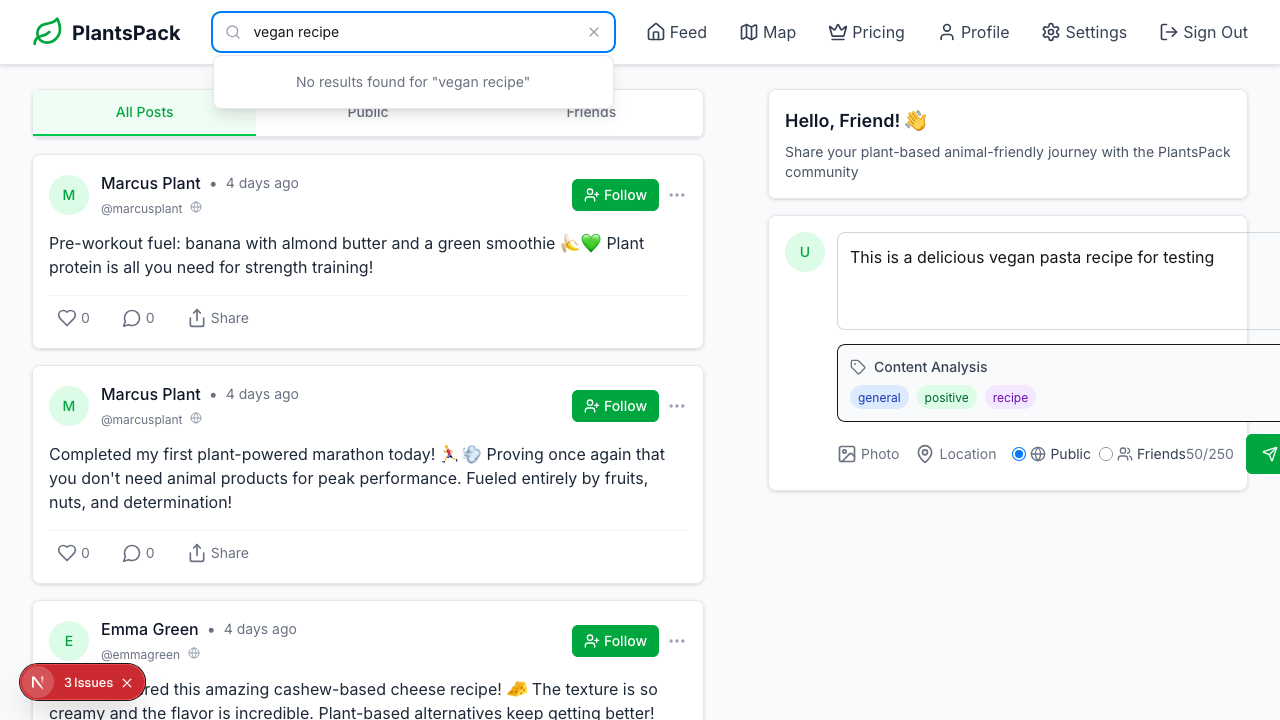 PlantsPack
vegan recipe
Feed
Map
Pricing
Profile
Settings
Sign Out
No results found for "vegan recipe"
All Posts
Public
Friends
M
Marcus Plant • 4 days ago
@marcusplant
Follow
Pre-workout fuel: banana with almond butter and a green smoothie 🍌💚 Plant
protein is all you need for strength training!
0
0
Share
M
Marcus Plant • 4 days ago
@marcusplant
Follow
Completed my first plant-powered marathon today! 🏃‍♀️💨 Proving once again that
you don't need animal products for peak performance. Fueled entirely by fruits,
nuts, and determination!
0
0
Share
E
Emma Green • 4 days ago
@emmagreen
Follow
this amazing cashew-based cheese recipe! 🧀 The texture is so
creamy and the flavor is incredible. Plant-based alternatives keep getting better!
N
3 Issues
Hello, Friend! 👋
Share your plant-based animal-friendly journey with the PlantsPack
community
U
This is a delicious vegan pasta recipe for testing
Content Analysis
general
positive
recipe
Photo
Location
Public
Friends
50/250